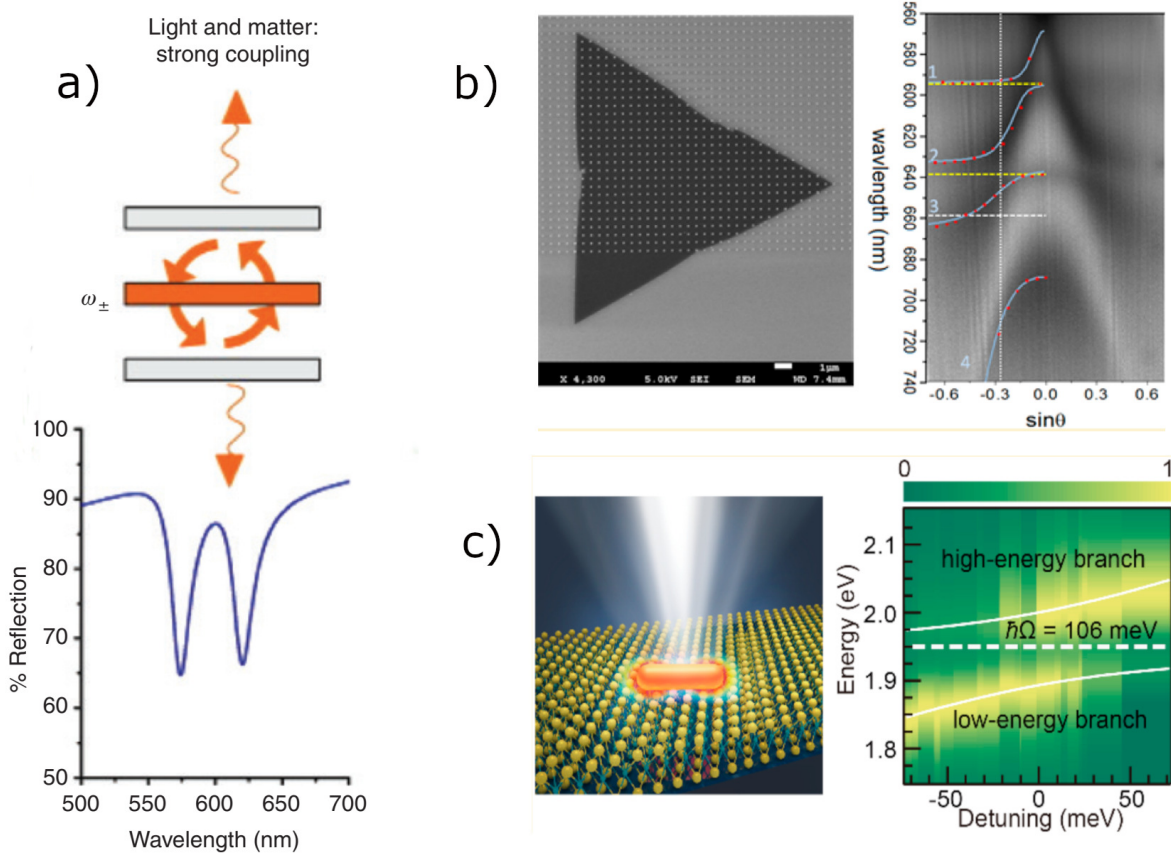 Light and matter:
strong coupling
a)
ω±
100
90
80
70
60
50
% Reflection
500 550 600 650 700
Wavelength (nm)
b)
X 4,300 5.0kV SEI SEM WD 7.4mm
1µm
560
580
600
620
640
660
680
700
720
740
wavlength (nm)
1
2
3
4
-0.6 -0.3 0.0 0.3 0.6
sinθ
c)
0 1
2.1
2.0
1.9
1.8
Energy (eV)
high-energy branch
ħΩ = 106 meV
low-energy branch
-50 0 50
Detuning (meV)